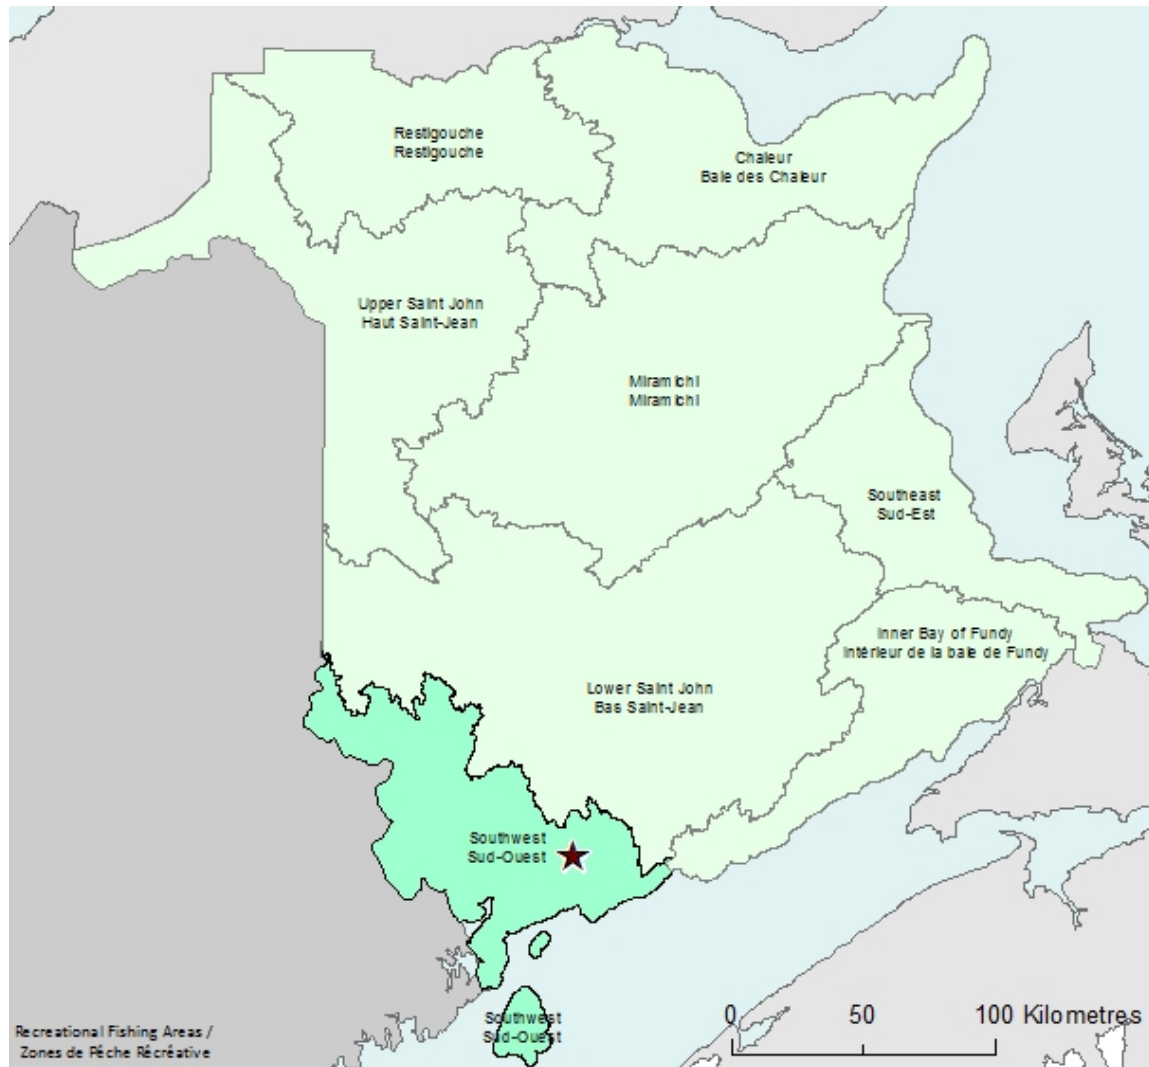 Restigouche
Restigouche
Chaleur
Baie des Chaleur
Upper Saint John
Haut Saint-Jean
Miramichi
Miramichi
Southeast
Sud-Est
Inner Bay of Fundy
Intérieur de la baie de Fundy
Lower Saint John
Bas Saint-Jean
Southwest
Sud-Ouest
Southwest
Sud-Ouest
0 50 100 Kilometres
Recreational Fishing Areas /
Zones de Pêche Récréative